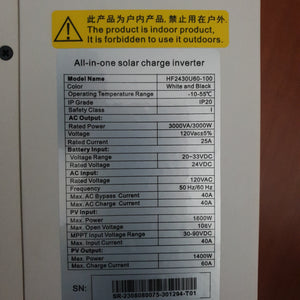 此产品为户内产品,禁止用在户外.
The product is indoor product,
It is forbidden to use it outdoors.
All-in-one solar charge inverter
Model Name HF2430U60-100
Color White and Black
Operating Temperature Range -10-55℃
IP Grade IP20
Safety Class I
AC Output:
Rated Power 3000VA/3000W
Voltage 120Vac±5%
Rated Current 25A
Battery Input:
Voltage Range 20-33VDC
Rated Voltage 24VDC
AC Input:
Rated Voltage 120VAC
Frequency 50 Hz/60 Hz
Max. AC Bypass Current 40A
Max. AC Charge Current 40A
PV Input:
Max. Power 1600W
Max. Open Voltage 108V
MPPT Input Voltage Range 30-90VDC
Max. Input Current 40A
PV Output:
Max. Power 1400W
Max. Charge Current 60A
SN: